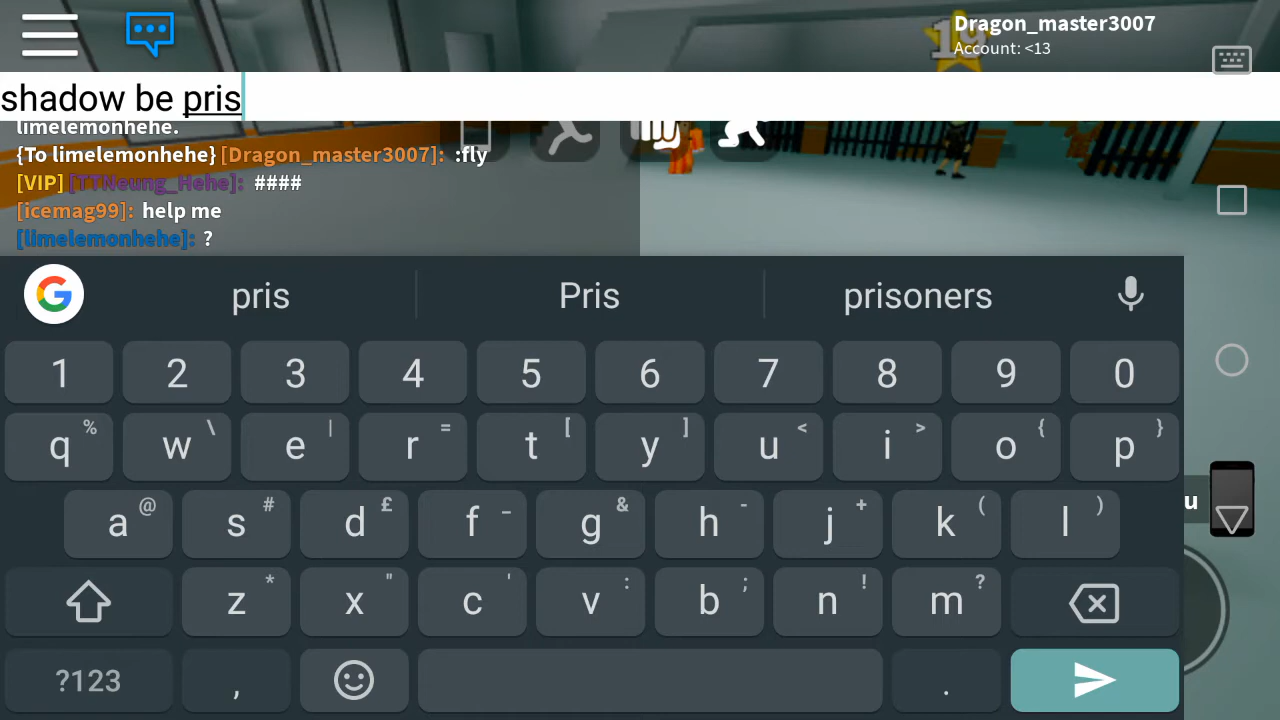 Dragon_master3007
Account: <13
19
shadow be pris
limelemonhehe.
{To limelemonhehe} [Dragon_master3007]: :fly
[VIP] [TTNeung_Hehe]: ####
[icemag99]: help me
[limelemonhehe]: ?
G pris Pris prisoners
1 2 3 4 5 6 7 8 9 0
q % w \ e | r = t [ y ] u < i > o { p }
a @ s # d £ f _ g & h - j + k ( l )
u
z * x " c ' v : b ; n ! m ?
?123 , .